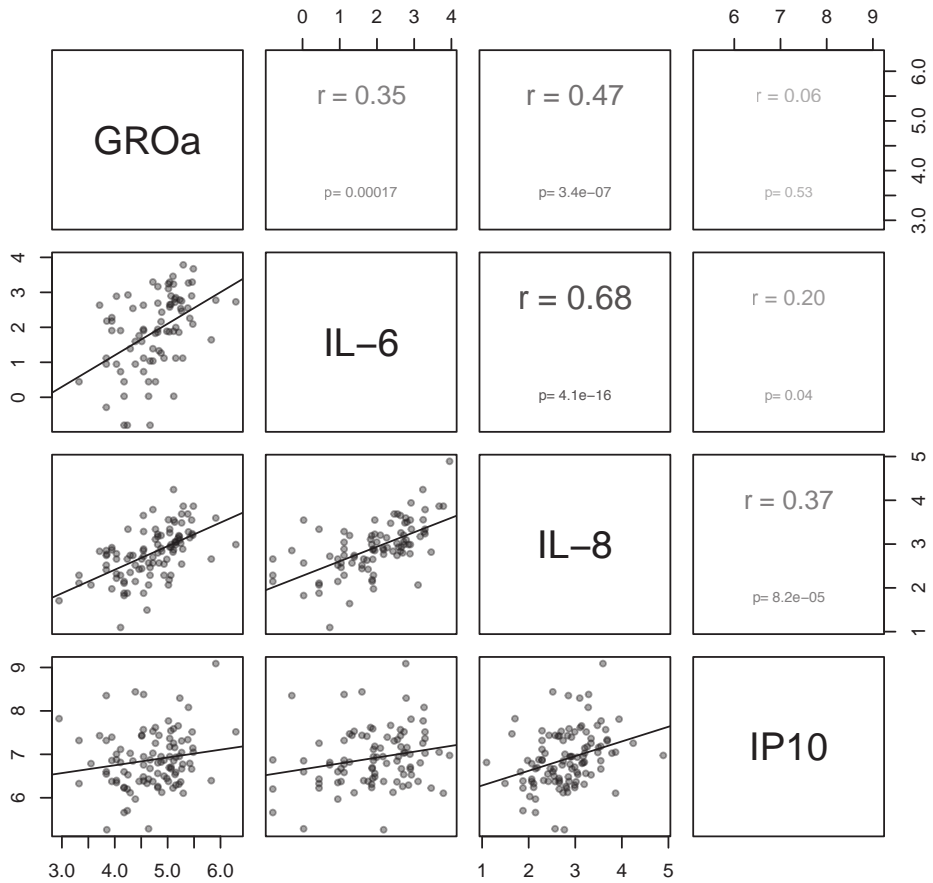 0 1 2 3 4
6 7 8 9
GROa
r = 0.35
p= 0.00017
r = 0.47
p= 3.4e−07
r = 0.06
p= 0.53
3.0 4.0 5.0 6.0
0 1 2 3 4
IL−6
r = 0.68
p= 4.1e−16
r = 0.20
p= 0.04
IL−8
r = 0.37
p= 8.2e−05
1 2 3 4 5
6 7 8 9
IP10
3.0 4.0 5.0 6.0
1 2 3 4 5